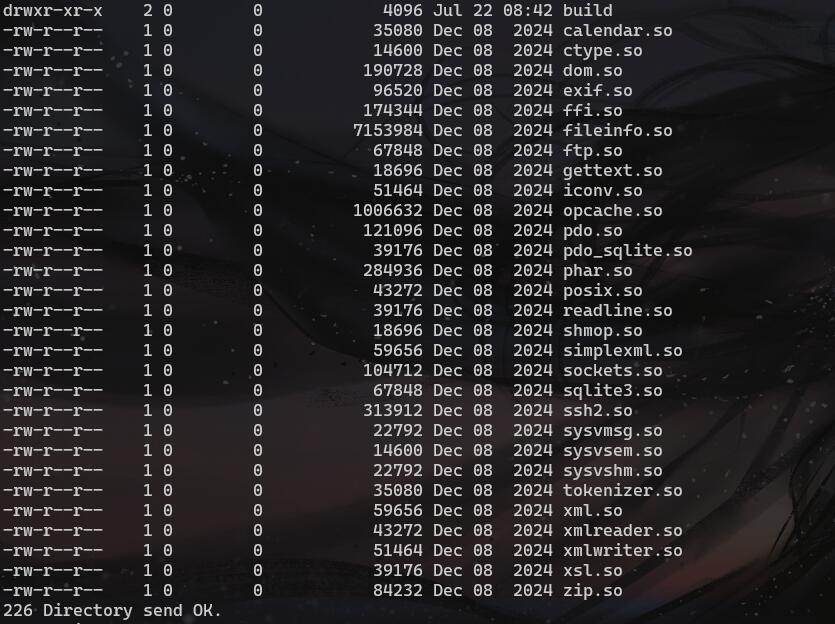 drwxr-xr-x    2 0        0            4096 Jul 22 08:42 build
-rw-r--r--    1 0        0           35080 Dec 08  2024 calendar.so
-rw-r--r--    1 0        0           14600 Dec 08  2024 ctype.so
-rw-r--r--    1 0        0          190728 Dec 08  2024 dom.so
-rw-r--r--    1 0        0           96520 Dec 08  2024 exif.so
-rw-r--r--    1 0        0          174344 Dec 08  2024 ffi.so
-rw-r--r--    1 0        0         7153984 Dec 08  2024 fileinfo.so
-rw-r--r--    1 0        0           67848 Dec 08  2024 ftp.so
-rw-r--r--    1 0        0           18696 Dec 08  2024 gettext.so
-rw-r--r--    1 0        0           51464 Dec 08  2024 iconv.so
-rw-r--r--    1 0        0         1006632 Dec 08  2024 opcache.so
-rw-r--r--    1 0        0          121096 Dec 08  2024 pdo.so
-rw-r--r--    1 0        0           39176 Dec 08  2024 pdo_sqlite.so
-rw-r--r--    1 0        0          284936 Dec 08  2024 phar.so
-rw-r--r--    1 0        0           43272 Dec 08  2024 posix.so
-rw-r--r--    1 0        0           39176 Dec 08  2024 readline.so
-rw-r--r--    1 0        0           18696 Dec 08  2024 shmop.so
-rw-r--r--    1 0        0           59656 Dec 08  2024 simplexml.so
-rw-r--r--    1 0        0          104712 Dec 08  2024 sockets.so
-rw-r--r--    1 0        0           67848 Dec 08  2024 sqlite3.so
-rw-r--r--    1 0        0          313912 Dec 08  2024 ssh2.so
-rw-r--r--    1 0        0           22792 Dec 08  2024 sysvmsg.so
-rw-r--r--    1 0        0           14600 Dec 08  2024 sysvsem.so
-rw-r--r--    1 0        0           22792 Dec 08  2024 sysvshm.so
-rw-r--r--    1 0        0           35080 Dec 08  2024 tokenizer.so
-rw-r--r--    1 0        0           59656 Dec 08  2024 xml.so
-rw-r--r--    1 0        0           43272 Dec 08  2024 xmlreader.so
-rw-r--r--    1 0        0           51464 Dec 08  2024 xmlwriter.so
-rw-r--r--    1 0        0           39176 Dec 08  2024 xsl.so
-rw-r--r--    1 0        0           84232 Dec 08  2024 zip.so
226 Directory send OK.